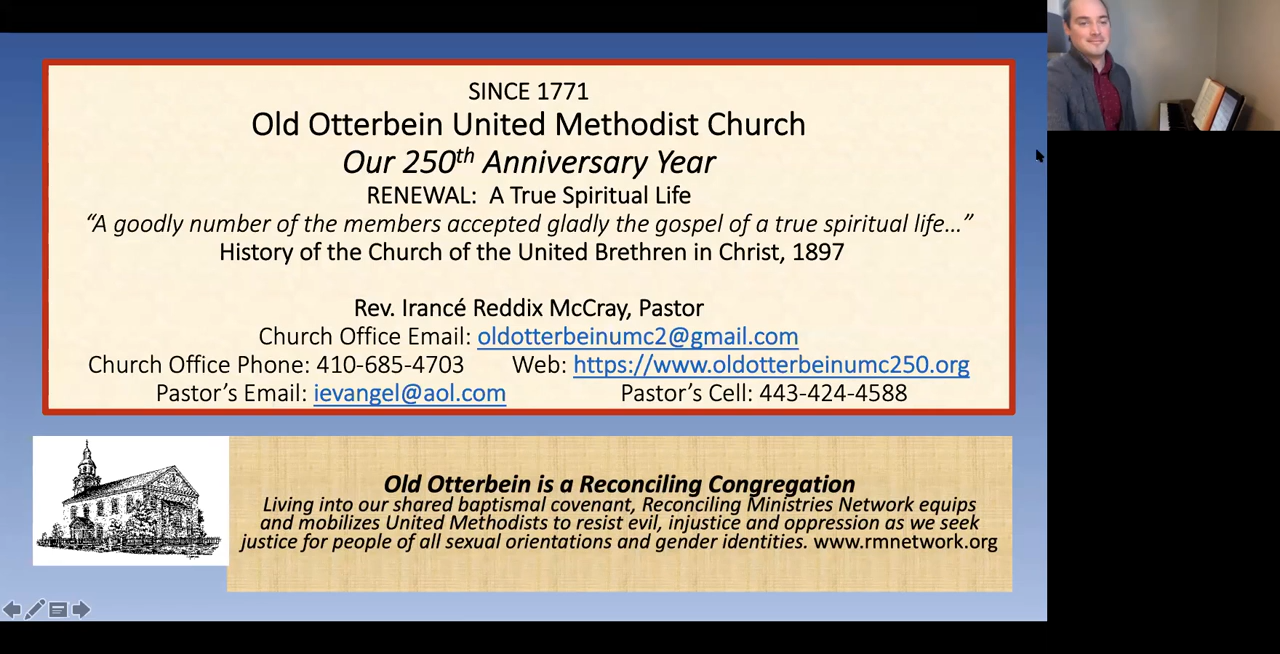 SINCE 1771
Old Otterbein United Methodist Church
Our 250th Anniversary Year
RENEWAL:  A True Spiritual Life
“A goodly number of the members accepted gladly the gospel of a true spiritual life…”
History of the Church of the United Brethren in Christ, 1897
Rev. Irancé Reddix McCray, Pastor
Church Office Email: oldotterbeinumc2@gmail.com
Church Office Phone: 410-685-4703 Web: https://www.oldotterbeinumc250.org
Pastor’s Email: ievangel@aol.com Pastor’s Cell: 443-424-4588
Old Otterbein is a Reconciling Congregation
Living into our shared baptismal covenant, Reconciling Ministries Network equips
and mobilizes United Methodists to resist evil, injustice and oppression as we seek
justice for people of all sexual orientations and gender identities. www.rmnetwork.org